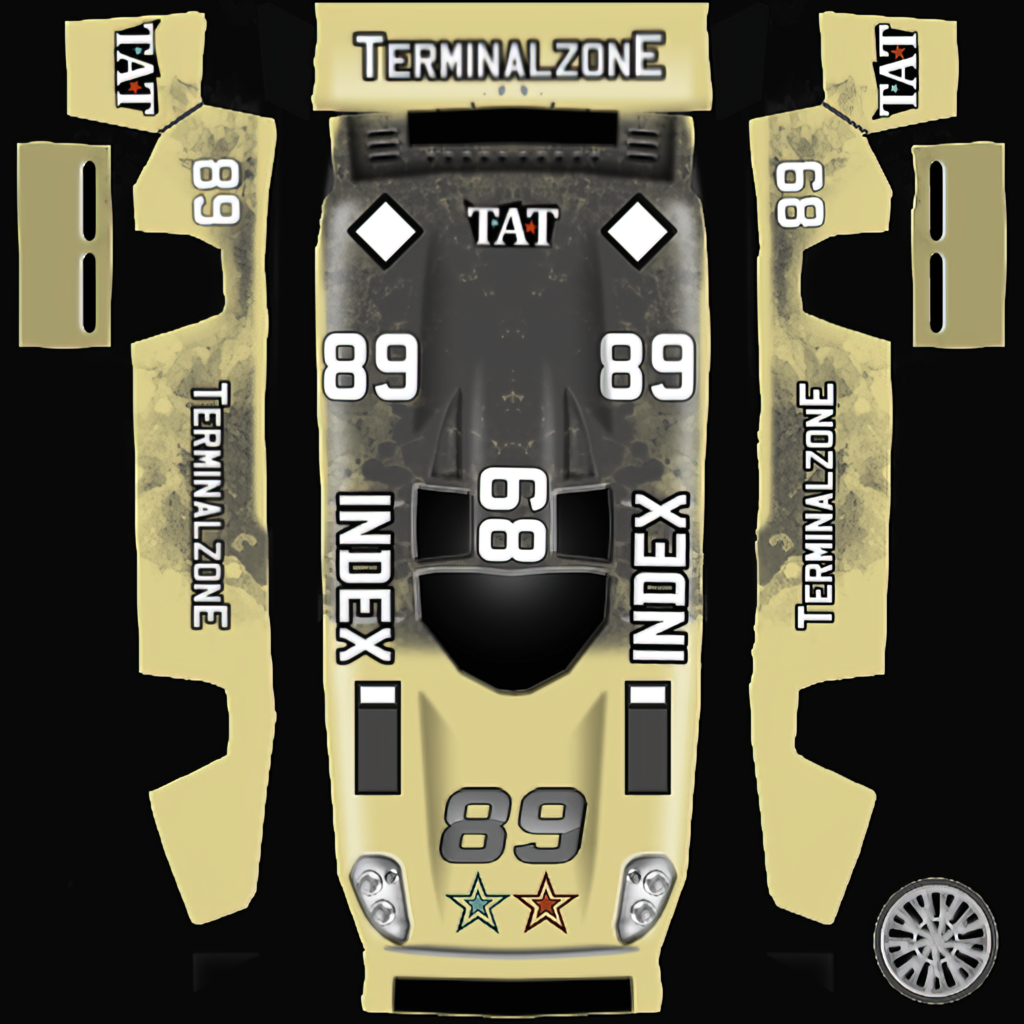 TERMINALZONE
TAT
TAT
TAT
89
89
89
89
89
TERMINALZONE
TERMINALZONE
INDEX
INDEX
89